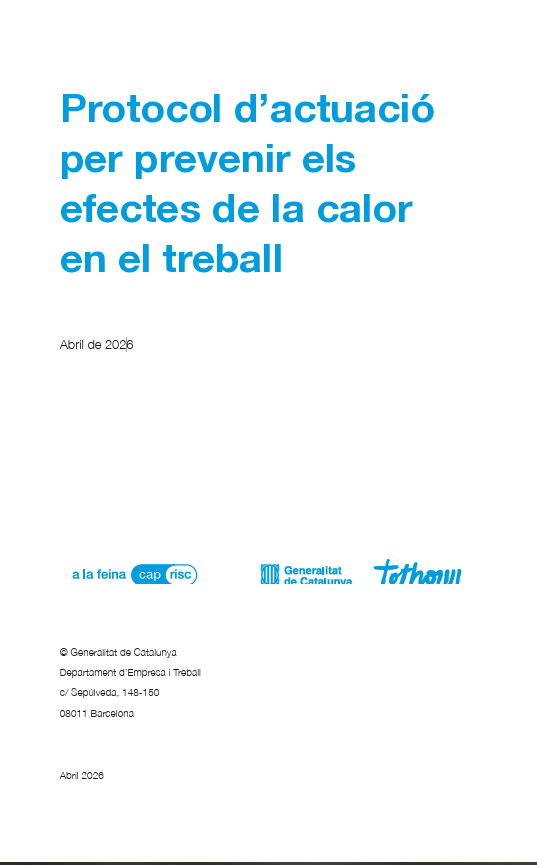 Protocol d’actuació
per prevenir els
efectes de la calor
en el treball
Abril de 2026
a la feina cap risc
Generalitat
de Catalunya
Tothom
© Generalitat de Catalunya
Departament d’Empresa i Treball
c/ Sepúlveda, 148-150
08011 Barcelona
Abril 2026